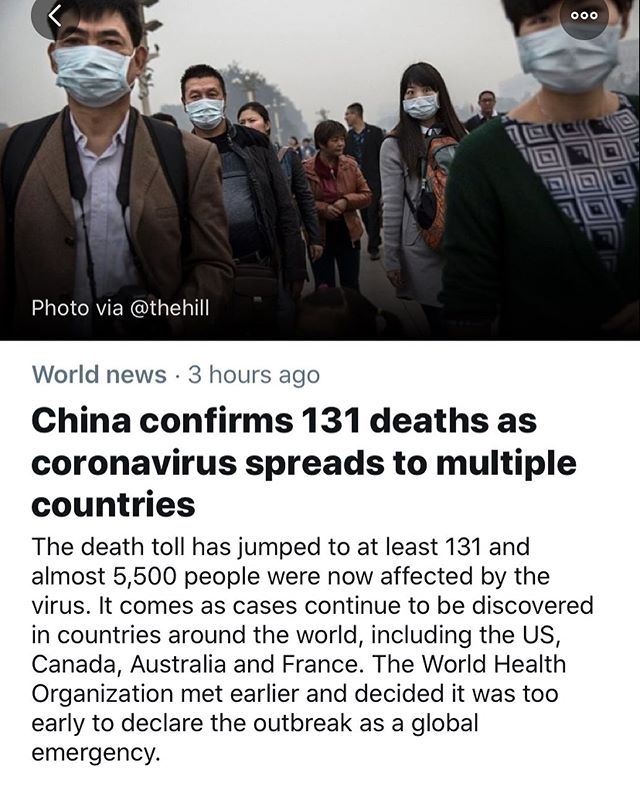 Photo via @thehill
World news · 3 hours ago
China confirms 131 deaths as
coronavirus spreads to multiple
countries
The death toll has jumped to at least 131 and
almost 5,500 people were now affected by the
virus. It comes as cases continue to be discovered
in countries around the world, including the US,
Canada, Australia and France. The World Health
Organization met earlier and decided it was too
early to declare the outbreak as a global
emergency.